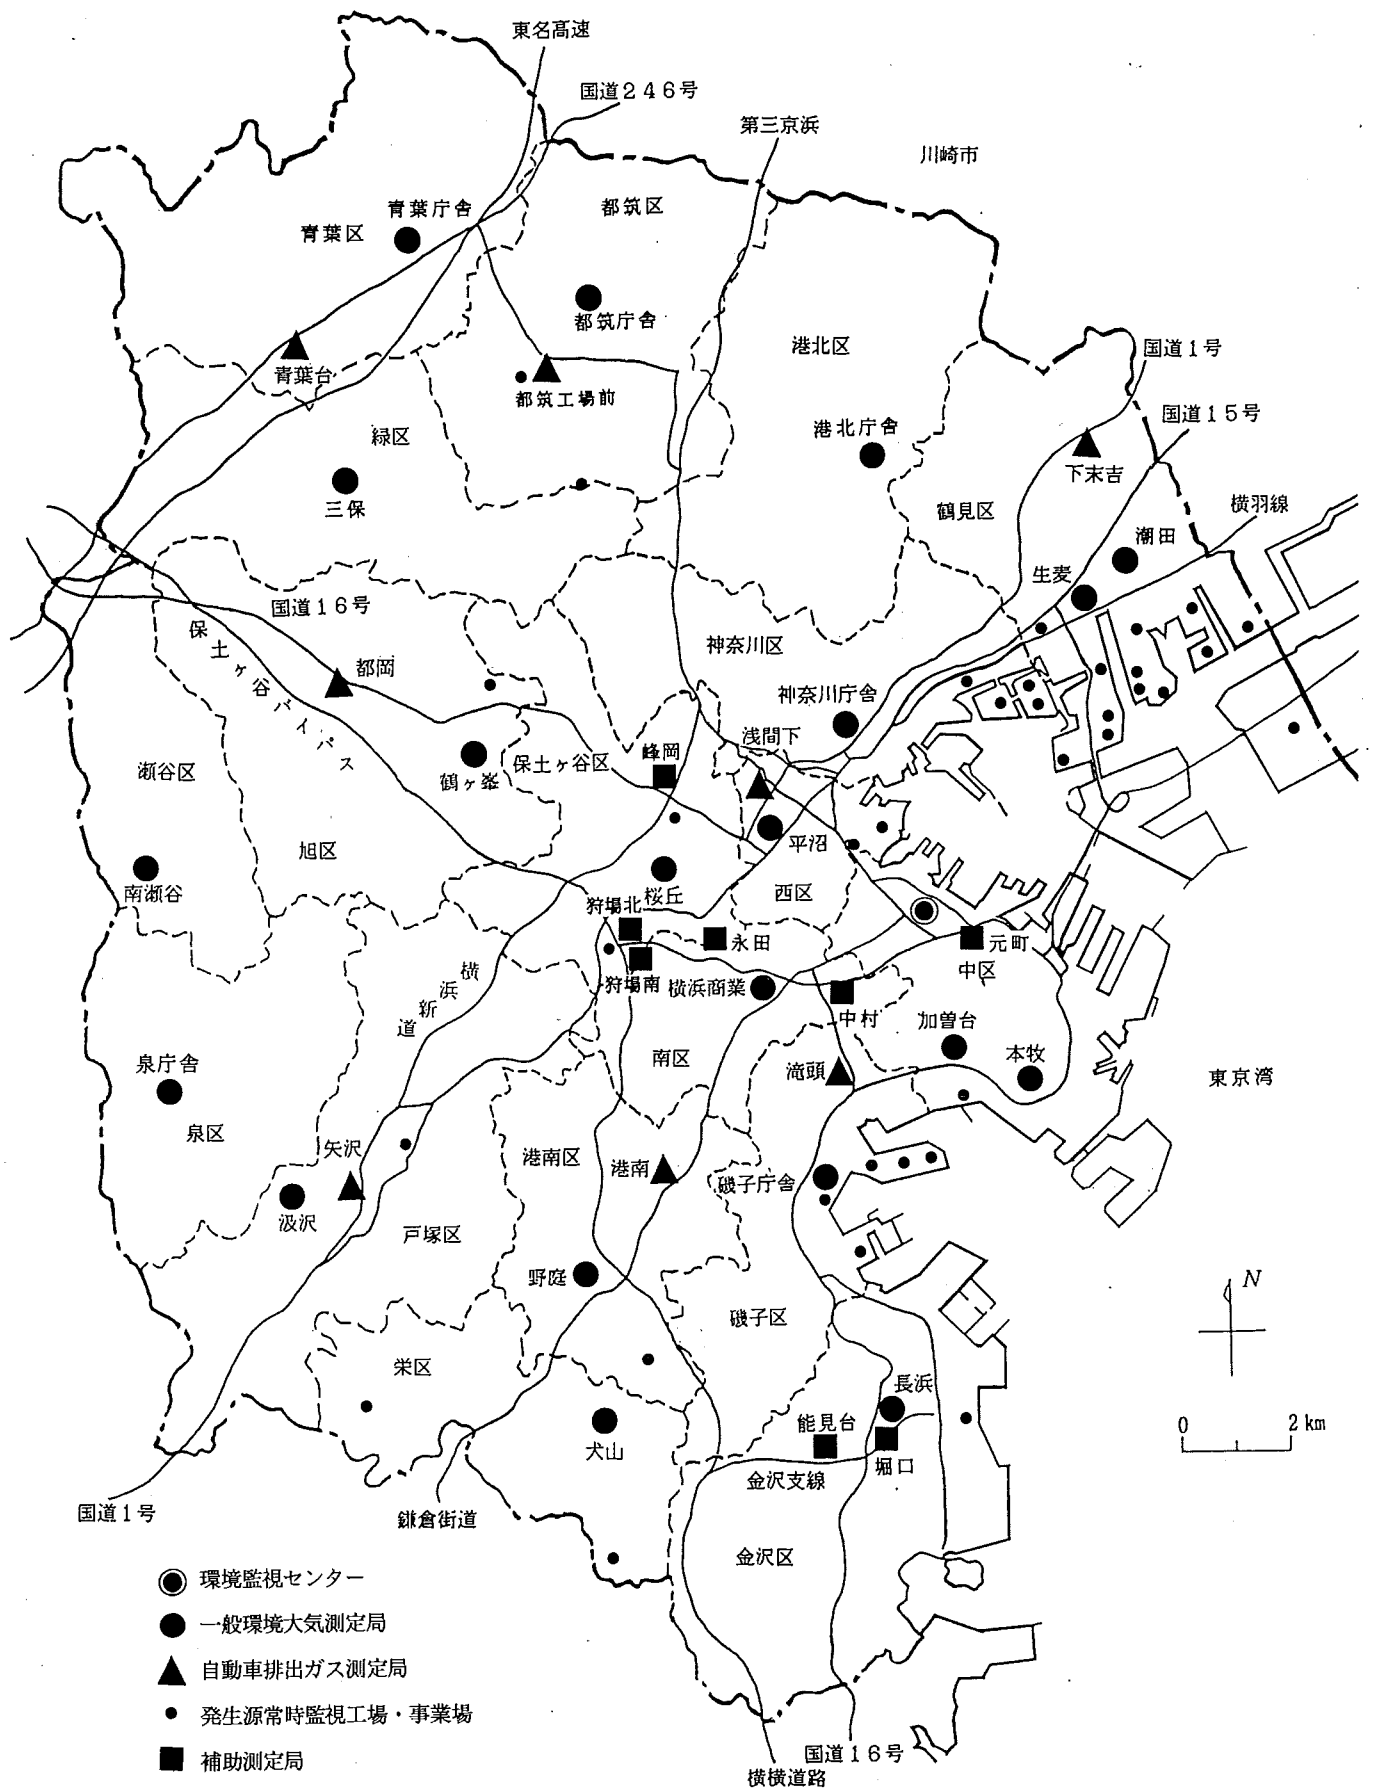 東名高速
国道246号
第三京浜
川崎市
青葉庁舎
都筑区
青葉区
都筑庁舎
港北区
国道1号
青葉台
都筑工場前
国道15号
緑区
港北庁舎
下末吉
三保
鶴見区
横羽線
潮田
生麦
国道16号
保土ヶ谷バイパス
神奈川区
都岡
神奈川庁舎
浅間下
峰岡
瀬谷区
鶴ヶ峯
保土ヶ谷区
平沼
旭区
南瀬谷
桜丘
西区
狩場北
永田
元町
横浜新道
狩場南
横浜商業
中区
中村
加曽台
本牧
泉庁舎
南区
滝頭
東京湾
泉区
矢沢
港南区
港南
磯子庁舎
汲沢
戸塚区
野庭
N
磯子区
栄区
長浜
能見台
0 2km
犬山
堀口
金沢支線
国道1号
鎌倉街道
金沢区
環境監視センター
一般環境大気測定局
自動車排出ガス測定局
発生源常時監視工場・事業場
補助測定局
国道16号
横横道路